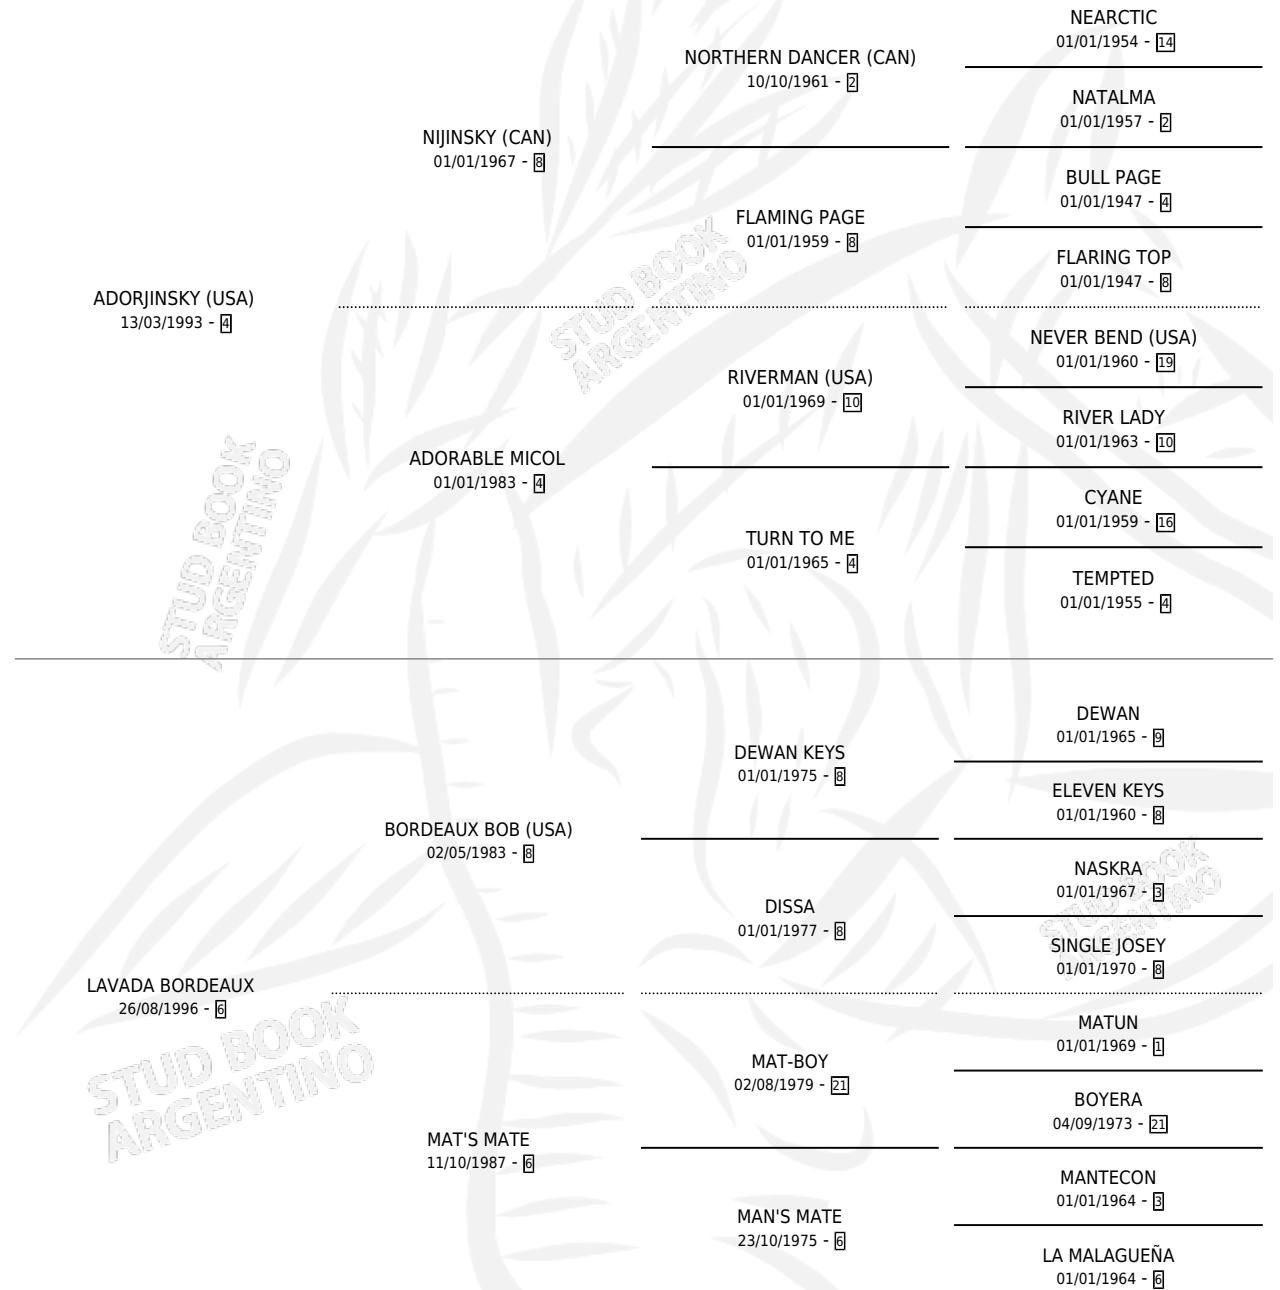 NEARCTIC
01/01/1954 - 14
NORTHERN DANCER (CAN)
10/10/1961 - 2
NATALMA
01/01/1957 - 2
NIJINSKY (CAN)
01/01/1967 - 8
BULL PAGE
01/01/1947 - 4
FLAMING PAGE
01/01/1959 - 8
FLARING TOP
01/01/1947 - 8
ADORJINSKY (USA)
13/03/1993 - 4
NEVER BEND (USA)
01/01/1960 - 19
RIVERMAN (USA)
01/01/1969 - 10
RIVER LADY
01/01/1963 - 10
ADORABLE MICOL
01/01/1983 - 4
CYANE
01/01/1959 - 16
TURN TO ME
01/01/1965 - 4
TEMPTED
01/01/1955 - 4
STUD BOOK
ARGENTINO
STUD BOOK
ARGENTINO
DEWAN
01/01/1965 - 9
DEWAN KEYS
01/01/1975 - 8
ELEVEN KEYS
01/01/1960 - 8
BORDEAUX BOB (USA)
02/05/1983 - 8
NASKRA
01/01/1967 - 3
DISSA
01/01/1977 - 8
SINGLE JOSEY
01/01/1970 - 8
LAVADA BORDEAUX
26/08/1996 - 6
MATUN
01/01/1969 - 1
MAT-BOY
02/08/1979 - 21
BOYERA
04/09/1973 - 21
MAT'S MATE
11/10/1987 - 6
MANTECON
01/01/1964 - 3
MAN'S MATE
23/10/1975 - 6
LA MALAGUEÑA
01/01/1964 - 6
STUD BOOK
ARGENTINO
STUD BOOK
ARGENTINO